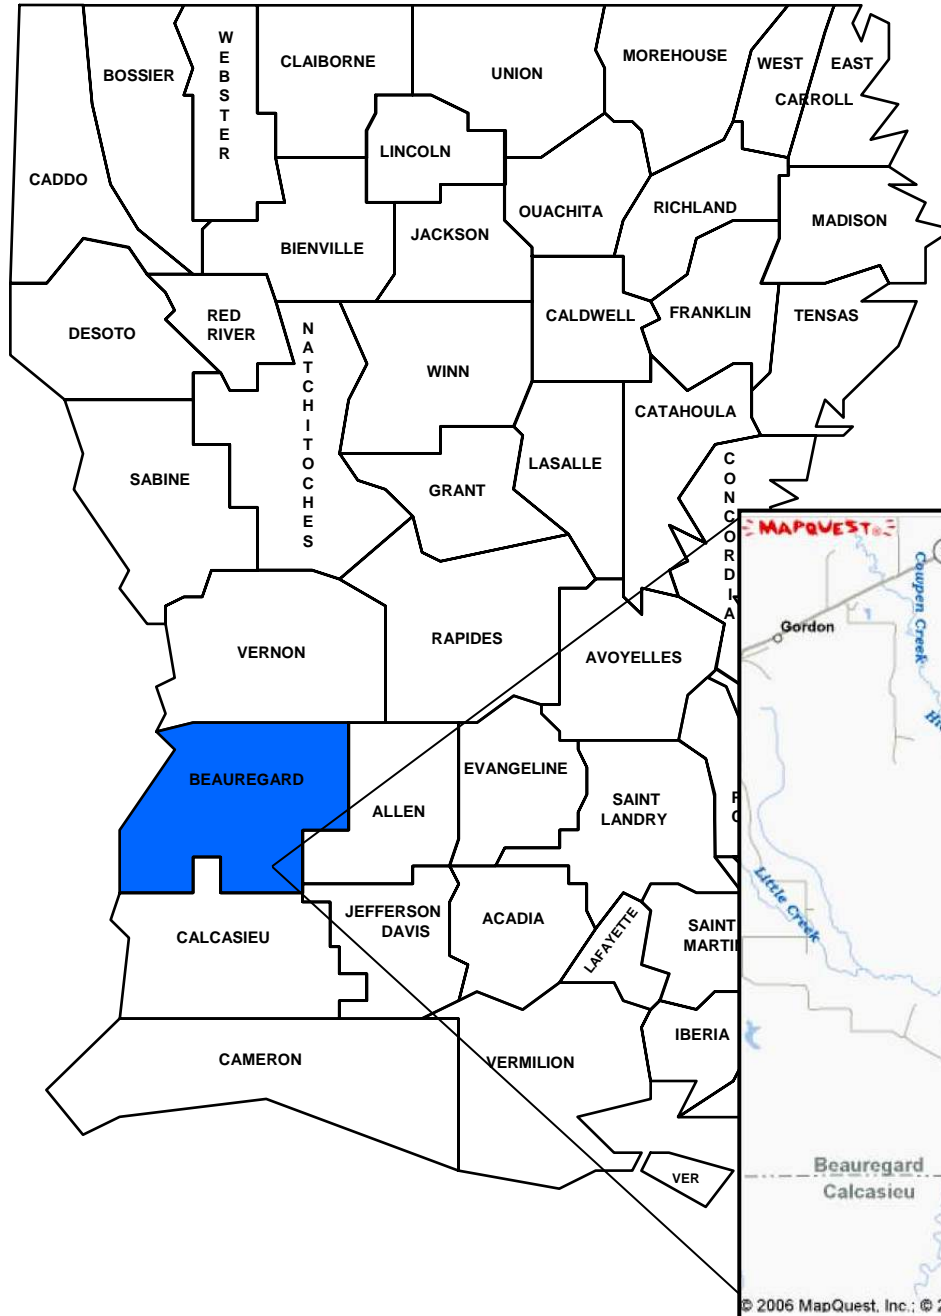 WEBSTER
CLAIBORNE
UNION
MOREHOUSE
WEST
EAST
CARROLL
BOSSIER
CADDO
LINCOLN
OUACHITA
RICHLAND
MADISON
BIENVILLE
JACKSON
DESOTO
RED
RIVER
NATCHITOCHES
CALDWELL
FRANKLIN
TENSAS
WINN
CATAHOULA
SABINE
GRANT
LASALLE
CONCORDIA
VERNON
RAPIDES
AVOYELLES
BEAUREGARD
ALLEN
EVANGELINE
SAINT
LANDRY
CALCASIEU
JEFFERSON
DAVIS
ACADIA
LAFAYETTE
SAINT
MARTI
CAMERON
VERMILION
IBERIA
VER
MAPQUEST®
Cowpen Creek
Gordon
Little Creek
Beauregard
Calcasieu
© 2006 MapQuest, Inc.; © 2